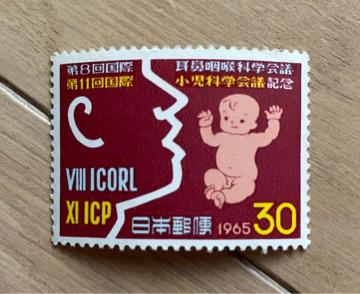 第8回国際 耳鼻咽喉科学会議
第11回国際 小児科学会議記念
VIII ICORL
XI ICP
日本郵便 1965 30